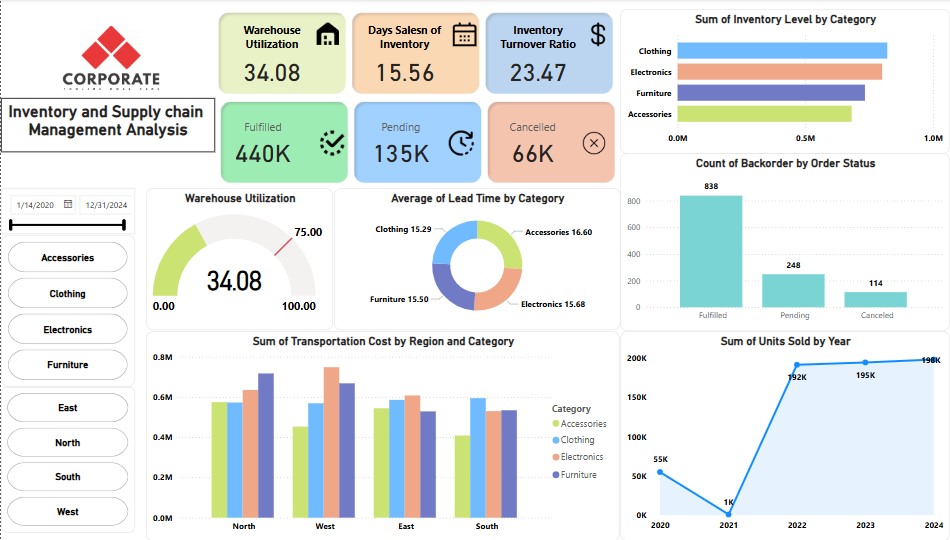 CORPORATE
Inventory and Supply chain
Management Analysis
Warehouse
Utilization
34.08
Days Salesn of
Inventory
15.56
Inventory
Turnover Ratio
$
23.47
Fulfilled
440K
Pending
135K
Cancelled
66K
Sum of Inventory Level by Category
Clothing
Electronics
Furniture
Accessories
0.0M 0.5M 1.0M
Count of Backorder by Order Status
838
248
114
800
600
400
200
0
Fulfilled Pending Canceled
1/14/2020 12/31/2024
Accessories
Clothing
Electronics
Furniture
East
North
South
West
Warehouse Utilization
75.00
34.08
0.00 100.00
Average of Lead Time by Category
Clothing 15.29
Accessories 16.60
Furniture 15.50
Electronics 15.68
Sum of Transportation Cost by Region and Category
0.8M
0.6M
0.4M
0.2M
0.0M
North West East South
Category
Accessories
Clothing
Electronics
Furniture
Sum of Units Sold by Year
200K
150K
100K
50K
0K
55K
1K
192K
195K
198K
2020 2021 2022 2023 2024